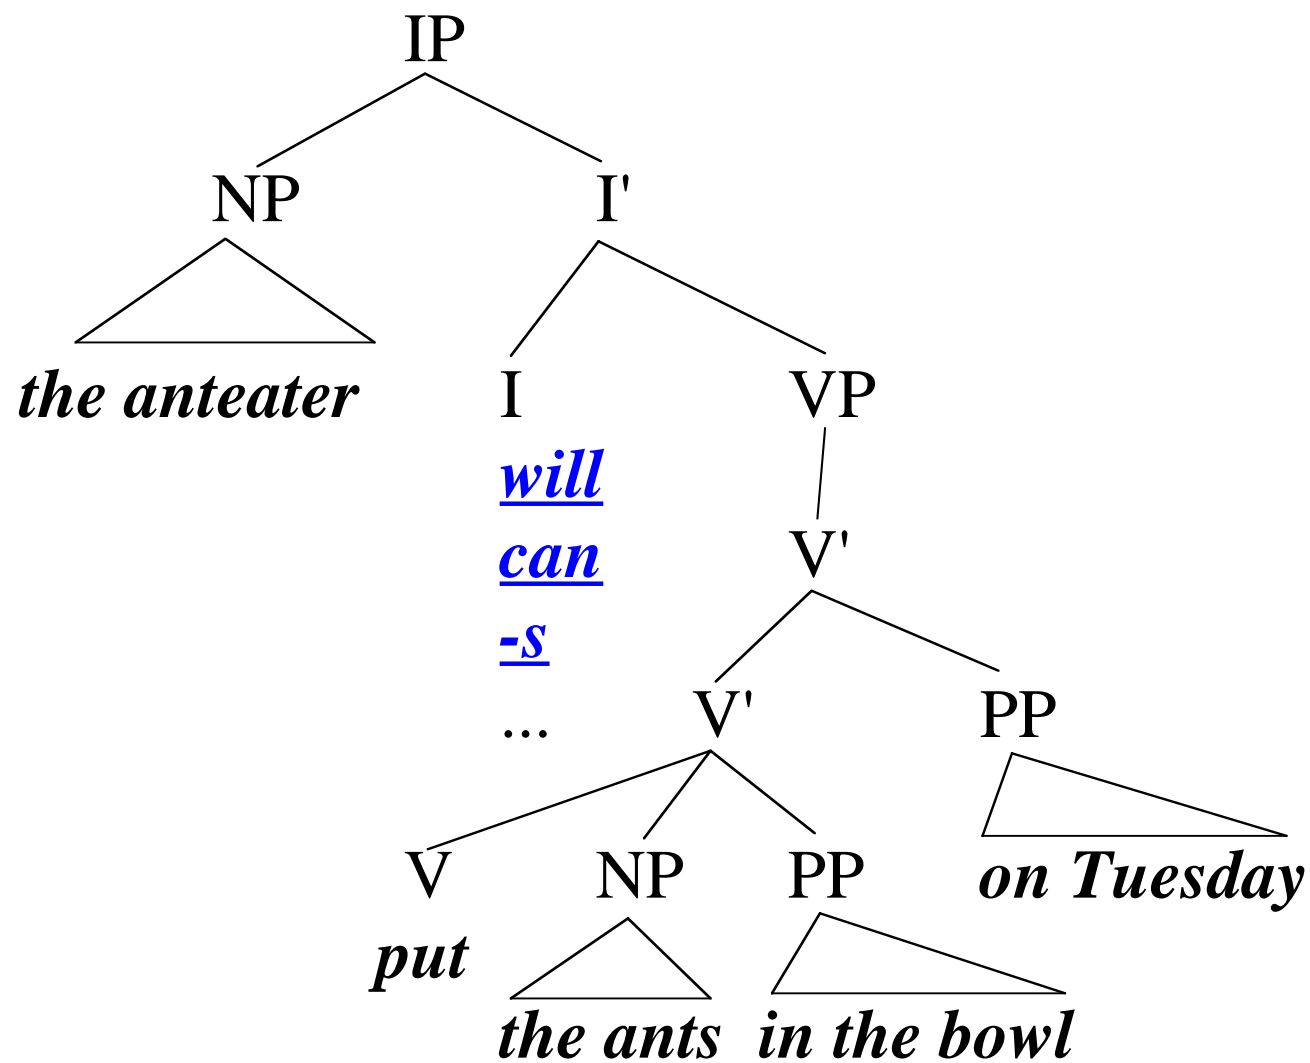 IP
NP I'
the anteater I VP
will
can V'
-s
... V' PP
V NP PP on Tuesday
put
the ants in the bowl